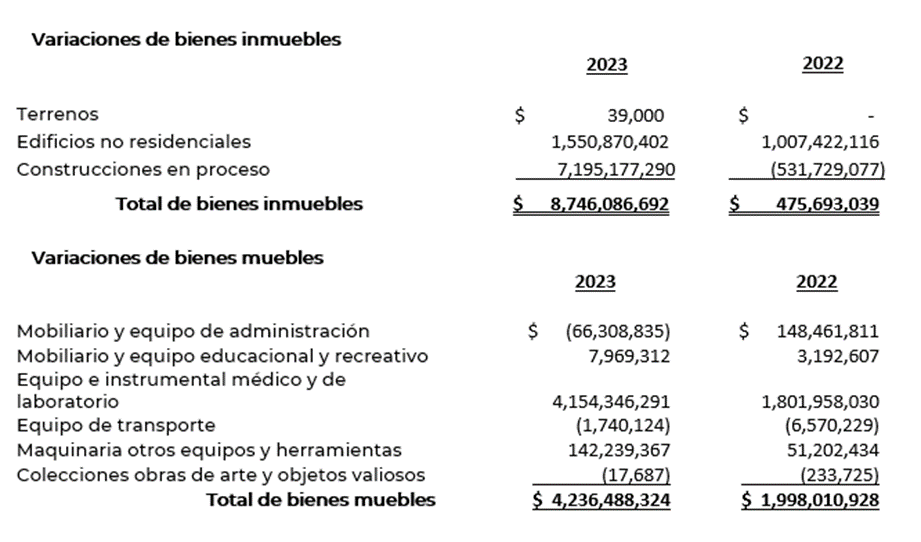 Variaciones de bienes inmuebles
2023 2022
Terrenos $ 39,000 $ -
Edificios no residenciales 1,550,870,402 1,007,422,116
Construcciones en proceso 7,195,177,290 (531,729,077)
Total de bienes inmuebles $ 8,746,086,692 $ 475,693,039
Variaciones de bienes muebles
2023 2022
Mobiliario y equipo de administración $ (66,308,835) $ 148,461,811
Mobiliario y equipo educacional y recreativo 7,969,312 3,192,607
Equipo e instrumental médico y de
laboratorio 4,154,346,291 1,801,958,030
Equipo de transporte (1,740,124) (6,570,229)
Maquinaria otros equipos y herramientas 142,239,367 51,202,434
Colecciones obras de arte y objetos valiosos (17,687) (233,725)
Total de bienes muebles $ 4,236,488,324 $ 1,998,010,928